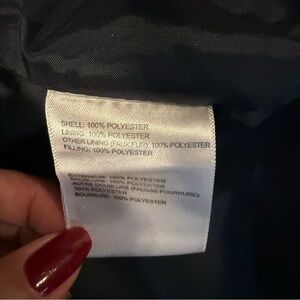 SHELL: 100% POLYESTER
LINING: 100% POLYESTER
OTHER LINING (FAUX FUR): 100% POLYESTER
FILLING: 100% POLYESTER
EXTERIEUR: 100% POLYESTER
DOUBLURE: 100% POLYESTER
AUTRE DOUBLURE (FAUSSE FOURRURE):
100% POLYESTER
BOURRURE: 100% POLYESTER